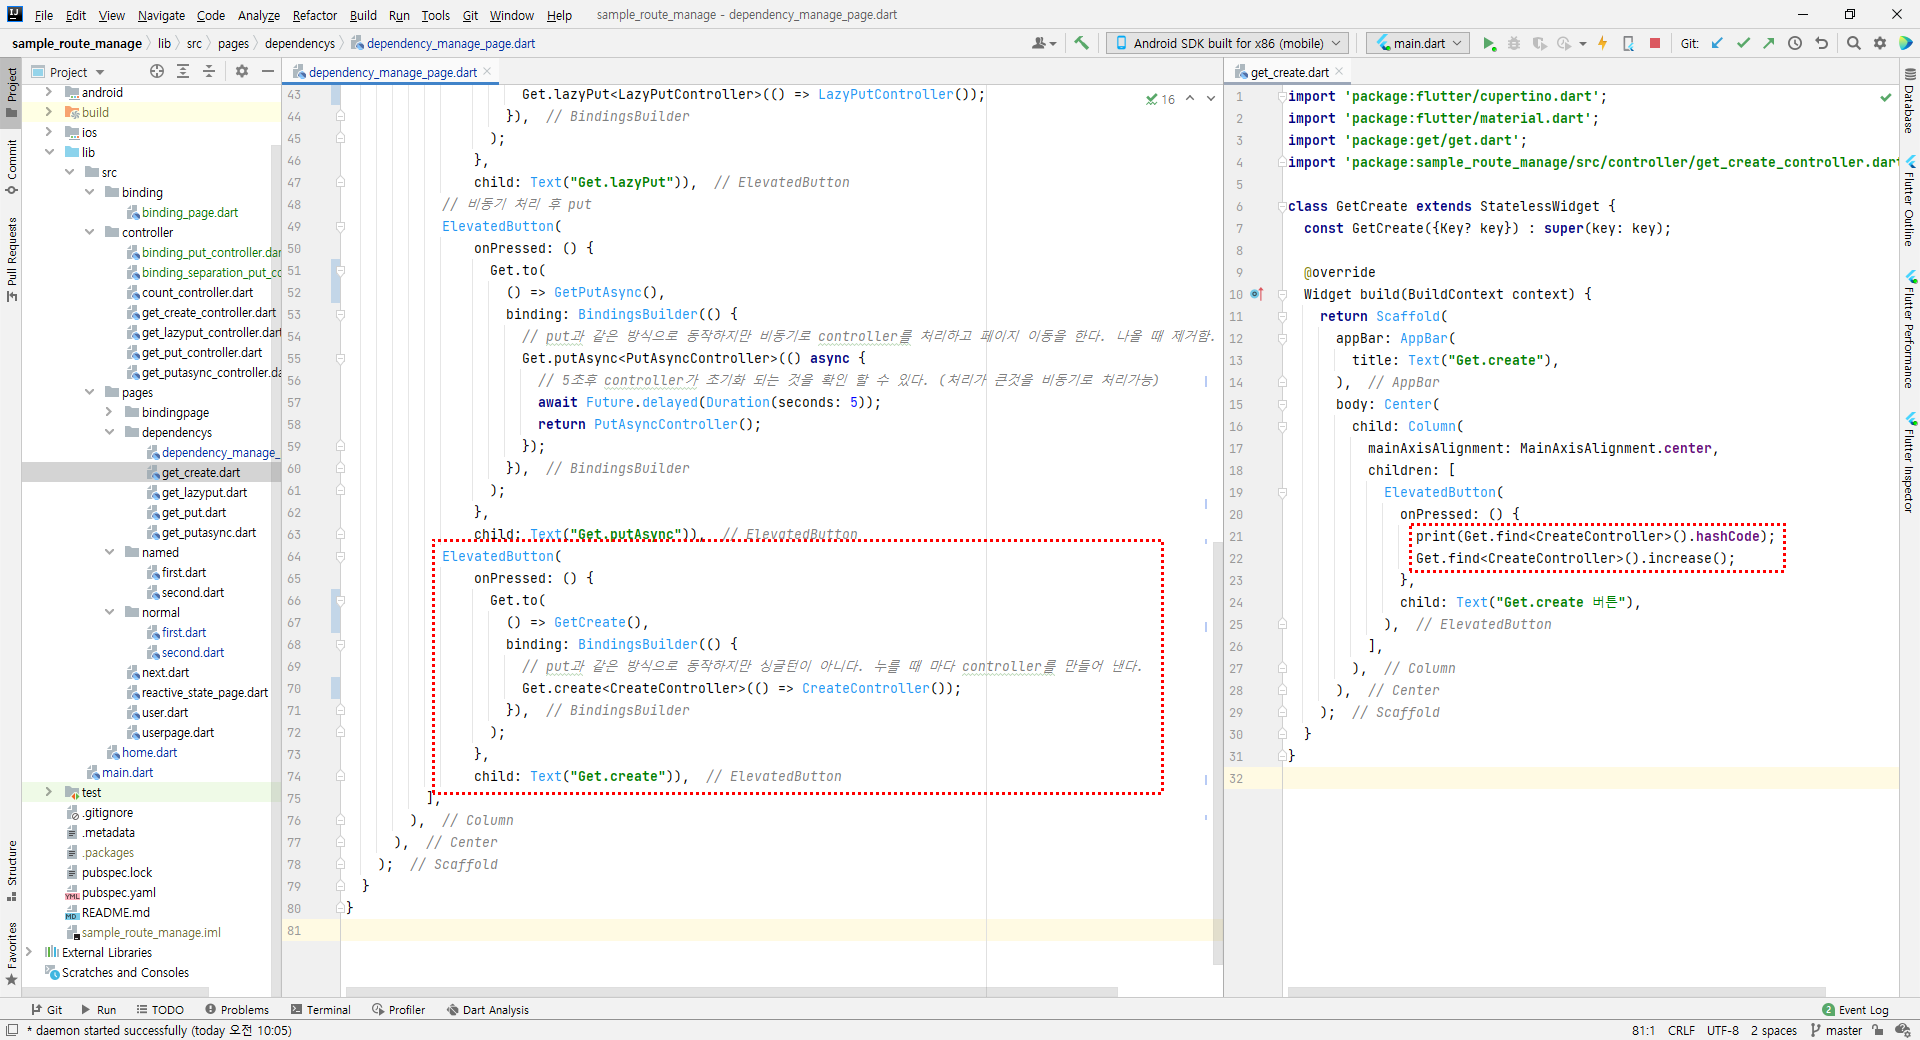 File Edit View Navigate Code Analyze Refactor Build Run Tools Git Window Help sample_route_manage - dependency_manage_page.dart
sample_route_manage lib src pages dependencys dependency_manage_page.dart
Android SDK built for x86 (mobile) main.dart Git:
Project
dependency_manage_page.dart
get_create.dart
Project
Commit
Pull Requests
Structure
Favorites
android
build
ios
lib
src
binding
binding_page.dart
controller
binding_put_controller.dar
binding_separation_put_co
count_controller.dart
get_create_controller.dart
get_lazyput_controller.dart
get_put_controller.dart
get_putasync_controller.da
pages
bindingpage
dependencys
dependency_manage_
get_create.dart
get_lazyput.dart
get_put.dart
get_putasync.dart
named
first.dart
second.dart
normal
first.dart
second.dart
next.dart
reactive_state_page.dart
user.dart
userpage.dart
home.dart
main.dart
test
.gitignore
.metadata
.packages
pubspec.lock
pubspec.yaml
README.md
sample_route_manage.iml
External Libraries
Scratches and Consoles
16
43 Get.lazyPut<LazyPutController>(() => LazyPutController());
44 }), // BindingsBuilder
45 );
46 },
47 child: Text("Get.lazyPut")), // ElevatedButton
48 // 비동기 처리 후 put
49 ElevatedButton(
50 onPressed: () {
51 Get.to(
52 () => GetPutAsync(),
53 binding: BindingsBuilder(() {
54 // put과 같은 방식으로 동작하지만 비동기로 controller를 처리하고 페이지 이동을 한다. 나올 때 제거함.
55 Get.putAsync<PutAsyncController>(() async {
56 // 5조후 controller가 초기화 되는 것을 확인 할 수 있다. (처리가 큰것을 비동기로 처리가능)
57 await Future.delayed(Duration(seconds: 5));
58 return PutAsyncController();
59 });
60 }), // BindingsBuilder
61 );
62 },
63 child: Text("Get.putAsync")), // ElevatedButton
64 ElevatedButton(
65 onPressed: () {
66 Get.to(
67 () => GetCreate(),
68 binding: BindingsBuilder(() {
69 // put과 같은 방식으로 동작하지만 싱글턴이 아니다. 누를 때 마다 controller를 만들어 낸다.
70 Get.create<CreateController>(() => CreateController());
71 }), // BindingsBuilder
72 );
73 },
74 child: Text("Get.create")), // ElevatedButton
75 ],
76 ), // Column
77 ), // Center
78 ); // Scaffold
79 }
80 }
81
1 import 'package:flutter/cupertino.dart';
2 import 'package:flutter/material.dart';
3 import 'package:get/get.dart';
4 import 'package:sample_route_manage/src/controller/get_create_controller.dart
5
6 class GetCreate extends StatelessWidget {
7 const GetCreate({Key? key}) : super(key: key);
8
9 @override
10 Widget build(BuildContext context) {
11 return Scaffold(
12 appBar: AppBar(
13 title: Text("Get.create"),
14 ), // AppBar
15 body: Center(
16 child: Column(
17 mainAxisAlignment: MainAxisAlignment.center,
18 children: [
19 ElevatedButton(
20 onPressed: () {
21 print(Get.find<CreateController>().hashCode);
22 Get.find<CreateController>().increase();
23 },
24 child: Text("Get.create 버튼"),
25 ), // ElevatedButton
26 ],
27 ), // Column
28 ), // Center
29 ); // Scaffold
30 }
31 }
32
Database
Flutter Outline
Flutter Performance
Flutter Inspector
Git Run TODO Problems Terminal Profiler Dart Analysis 2 Event Log
* daemon started successfully (today 오전 10:05) 81:1 CRLF UTF-8 2 spaces master